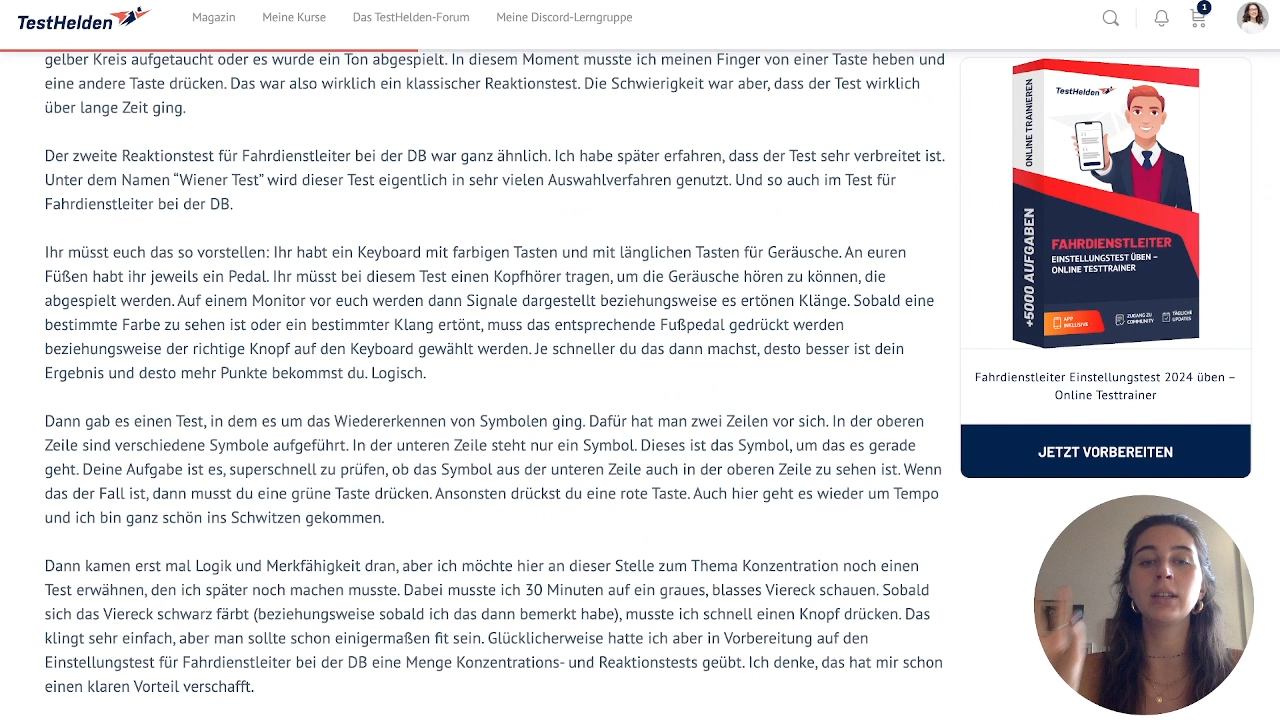 TestHelden
Magazin
Meine Kurse
Das TestHelden-Forum
Meine Discord-Lerngruppe
1
gelber Kreis aufgetaucht oder es wurde ein Ton abgespielt. In diesem Moment musste ich meinen Finger von einer Taste heben und
eine andere Taste drücken. Das war also wirklich ein klassischer Reaktionstest. Die Schwierigkeit war aber, dass der Test wirklich
über lange Zeit ging.
Der zweite Reaktionstest für Fahrdienstleiter bei der DB war ganz ähnlich. Ich habe später erfahren, dass der Test sehr verbreitet ist.
Unter dem Namen “Wiener Test” wird dieser Test eigentlich in sehr vielen Auswahlverfahren genutzt. Und so auch im Test für
Fahrdienstleiter bei der DB.
Ihr müsst euch das so vorstellen: Ihr habt ein Keyboard mit farbigen Tasten und mit länglichen Tasten für Geräusche. An euren
Füßen habt ihr jeweils ein Pedal. Ihr müsst bei diesem Test einen Kopfhörer tragen, um die Geräusche hören zu können, die
abgespielt werden. Auf einem Monitor vor euch werden dann Signale dargestellt beziehungsweise es ertönen Klänge. Sobald eine
bestimmte Farbe zu sehen ist oder ein bestimmter Klang ertönt, muss das entsprechende Fußpedal gedrückt werden
beziehungsweise der richtige Knopf auf den Keyboard gewählt werden. Je schneller du das dann machst, desto besser ist dein
Ergebnis und desto mehr Punkte bekommst du. Logisch.
Dann gab es einen Test, in dem es um das Wiedererkennen von Symbolen ging. Dafür hat man zwei Zeilen vor sich. In der oberen
Zeile sind verschiedene Symbole aufgeführt. In der unteren Zeile steht nur ein Symbol. Dieses ist das Symbol, um das es gerade
geht. Deine Aufgabe ist es, superschnell zu prüfen, ob das Symbol aus der unteren Zeile auch in der oberen Zeile zu sehen ist. Wenn
das der Fall ist, dann musst du eine grüne Taste drücken. Ansonsten drückst du eine rote Taste. Auch hier geht es wieder um Tempo
und ich bin ganz schön ins Schwitzen gekommen.
Dann kamen erst mal Logik und Merkfähigkeit dran, aber ich möchte hier an dieser Stelle zum Thema Konzentration noch einen
Test erwähnen, den ich später noch machen musste. Dabei musste ich 30 Minuten auf ein graues, blasses Viereck schauen. Sobald
sich das Viereck schwarz färbt (beziehungsweise sobald ich das dann bemerkt habe), musste ich schnell einen Knopf drücken. Das
klingt sehr einfach, aber man sollte schon einigermaßen fit sein. Glücklicherweise hatte ich aber in Vorbereitung auf den
Einstellungstest für Fahrdienstleiter bei der DB eine Menge Konzentrations- und Reaktionstests geübt. Ich denke, das hat mir schon
einen klaren Vorteil verschafft.
ONLINE TRAINIEREN
+5000 AUFGABEN
TestHelden
FAHRDIENSTLEITER
EINSTELLUNGSTEST ÜBEN –
ONLINE TESTTRAINER
APP
INKLUSIVE
ZUGANG ZU
COMMUNITY
TÄGLICHE
UPDATES
Fahrdienstleiter Einstellungstest 2024 üben –
Online Testtrainer
JETZT VORBEREITEN